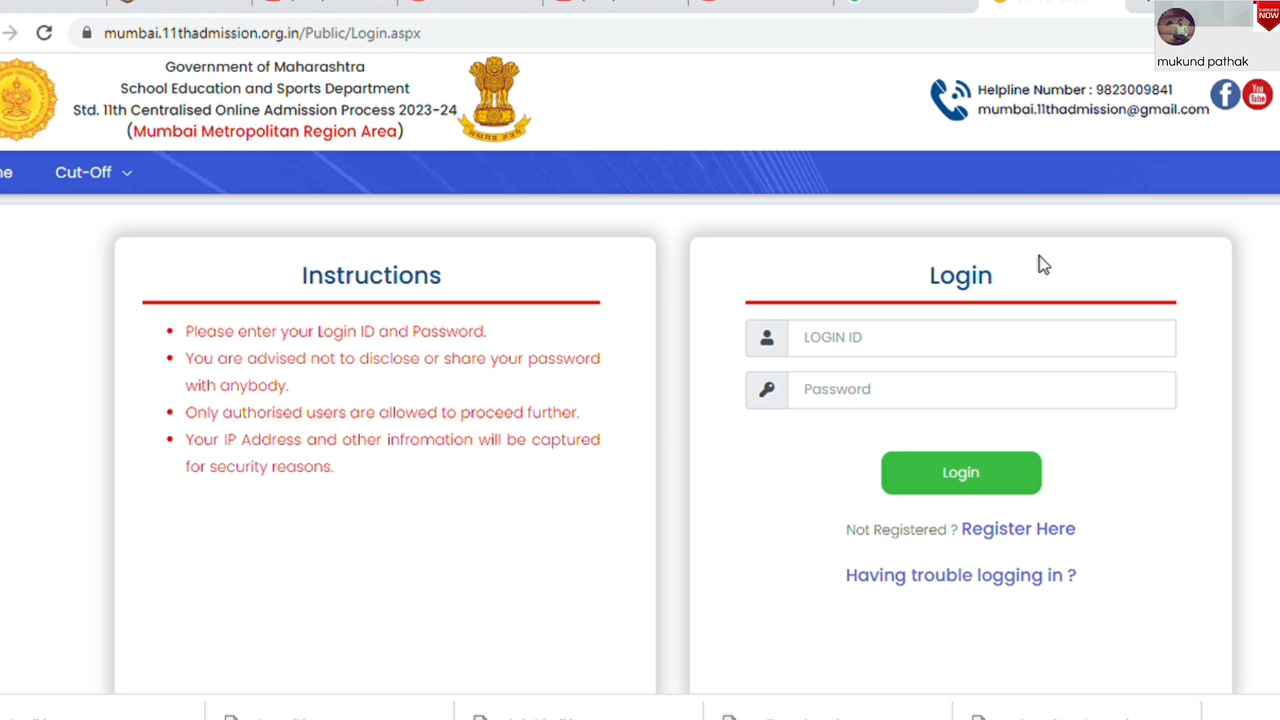 mumbai.11thadmission.org.in/Public/Login.aspx
SUBSCRIBE
NOW
mukund pathak
Government of Maharashtra
School Education and Sports Department
Std. 11th Centralised Online Admission Process 2023-24
(Mumbai Metropolitan Region Area)
Helpline Number : 9823009841
mumbai.11thadmission@gmail.com
You
Tube
Cut-Off
Instructions
Please enter your Login ID and Password.
You are advised not to disclose or share your password
with anybody.
Only authorised users are allowed to proceed further.
Your IP Address and other infromation will be captured
for security reasons.
Login
LOGIN ID
Password
Login
Not Registered ? Register Here
Having trouble logging in ?